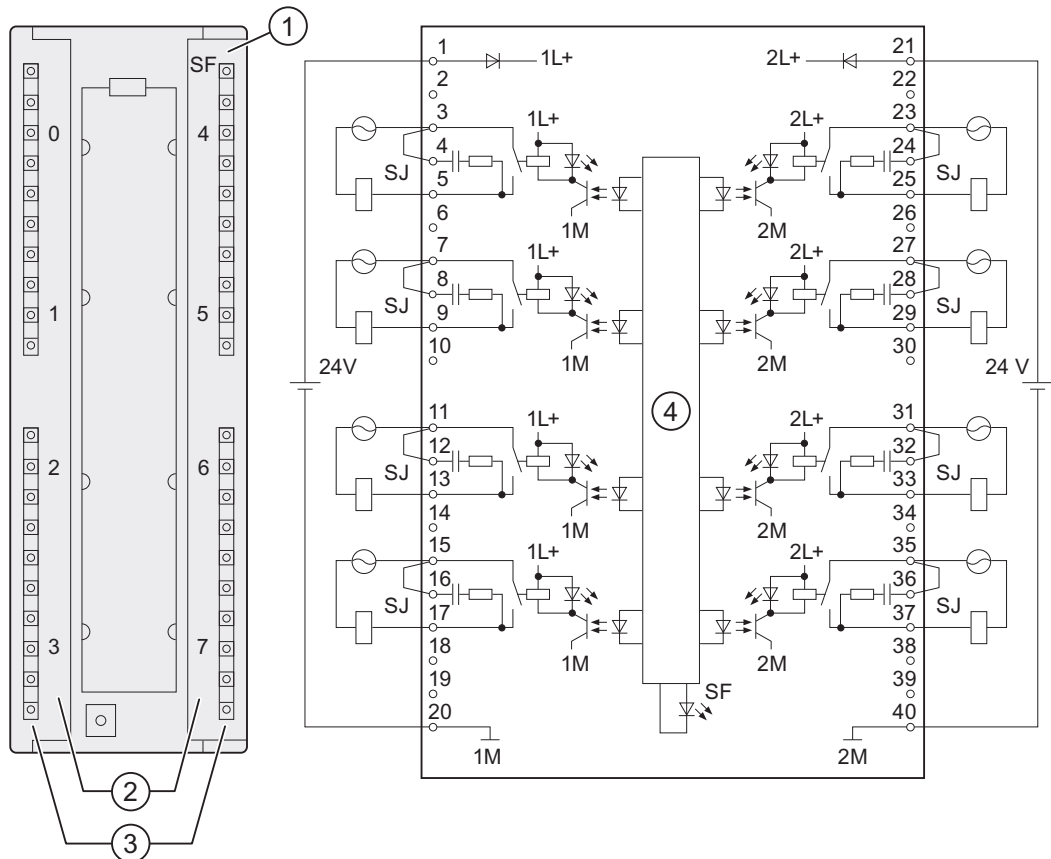 1
SF
0
4
1
5
2
6
3
7
2
3
1
1L+
2L+
21
2
22
3
1L+
2L+
23
4
24
SJ
SJ
5
25
6
1M
2M
26
7
1L+
2L+
27
8
28
SJ
SJ
9
29
10
1M
2M
30
24V
24 V
4
11
1L+
2L+
31
12
32
SJ
SJ
13
33
14
1M
2M
34
15
1L+
2L+
35
16
36
SJ
SJ
17
37
18
1M
2M
38
19
39
SF
20
40
1M
2M